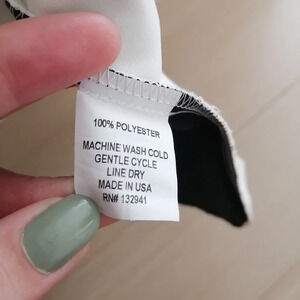 100% POLYESTER
MACHINE WASH COLD
GENTLE CYCLE
LINE DRY
MADE IN USA
RN# 132941